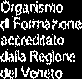 Organismo
di Formazione
accreditato
dalla Regione
del Veneto